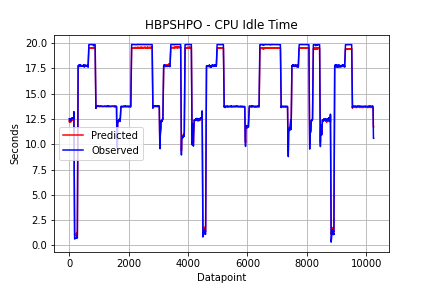 HBPSHPO - CPU Idle Time
Seconds
20.0
17.5
15.0
12.5
10.0
7.5
5.0
2.5
0.0
Predicted
Observed
0 2000 4000 6000 8000 10000
Datapoint